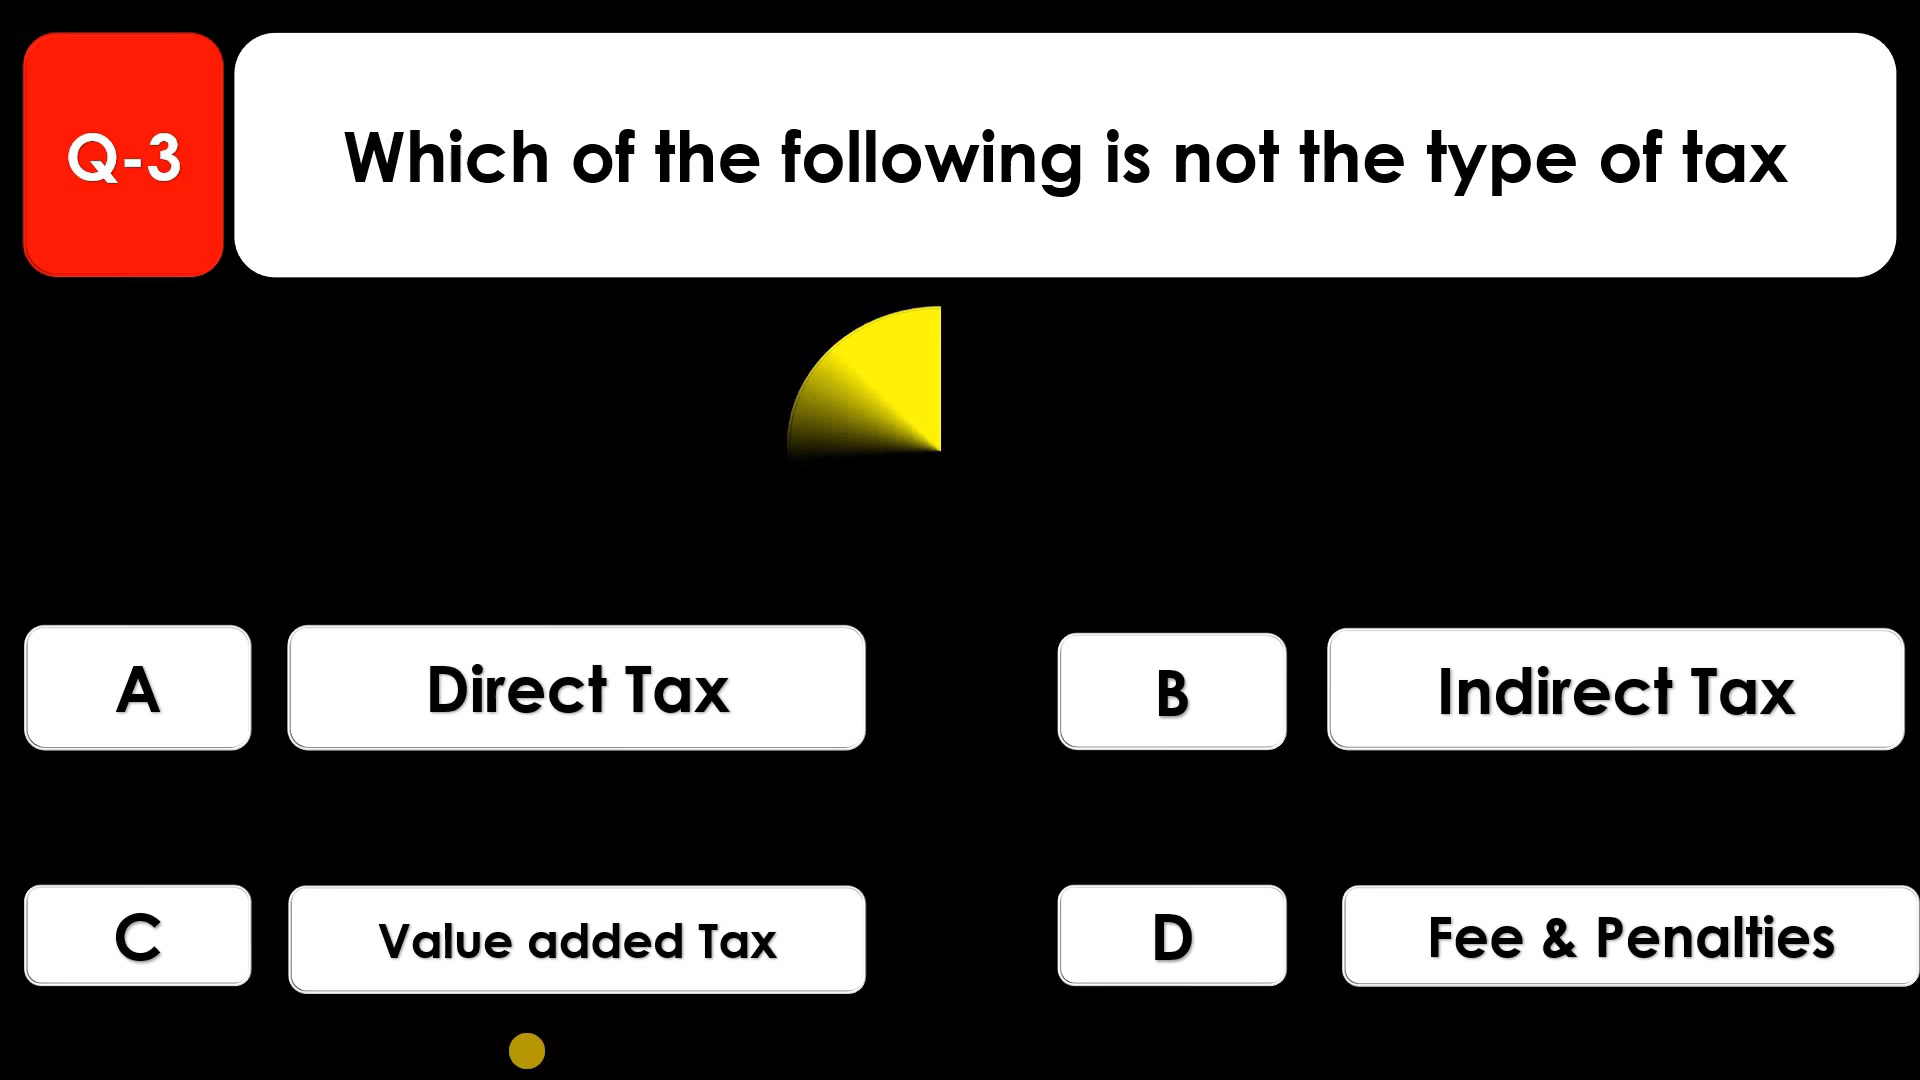 Q-3
Which of the following is not the type of tax
A
Direct Tax
B
Indirect Tax
C
Value added Tax
D
Fee & Penalties